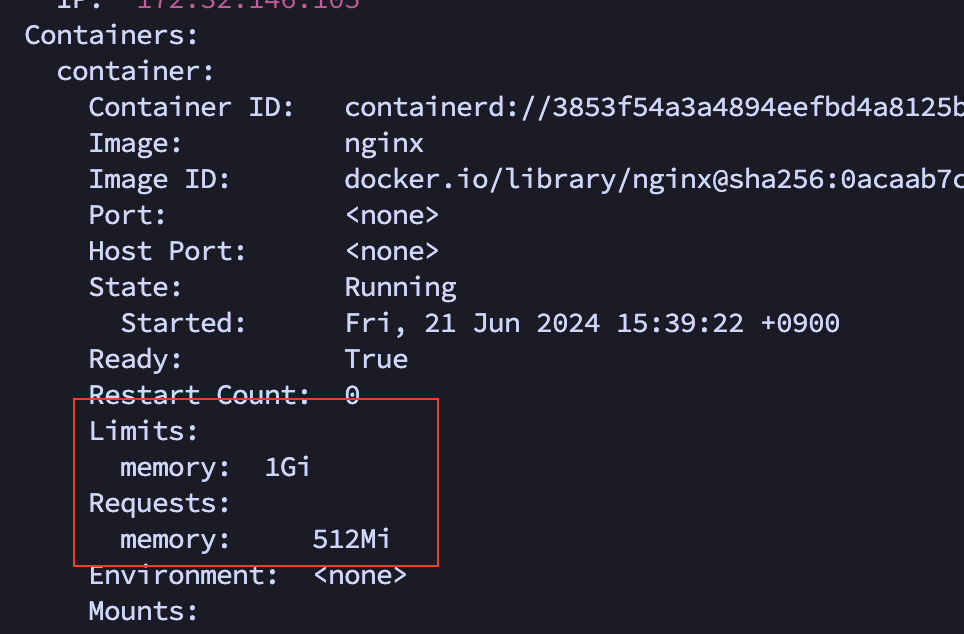 IP: 172.32.146.105
Containers:
container:
Container ID: containerd://3853f54a3a4894eefbd4a8125b
Image: nginx
Image ID: docker.io/library/nginx@sha256:0acaab7c
Port: <none>
Host Port: <none>
State: Running
Started: Fri, 21 Jun 2024 15:39:22 +0900
Ready: True
Restart Count: 0
Limits:
memory: 1Gi
Requests:
memory: 512Mi
Environment: <none>
Mounts: